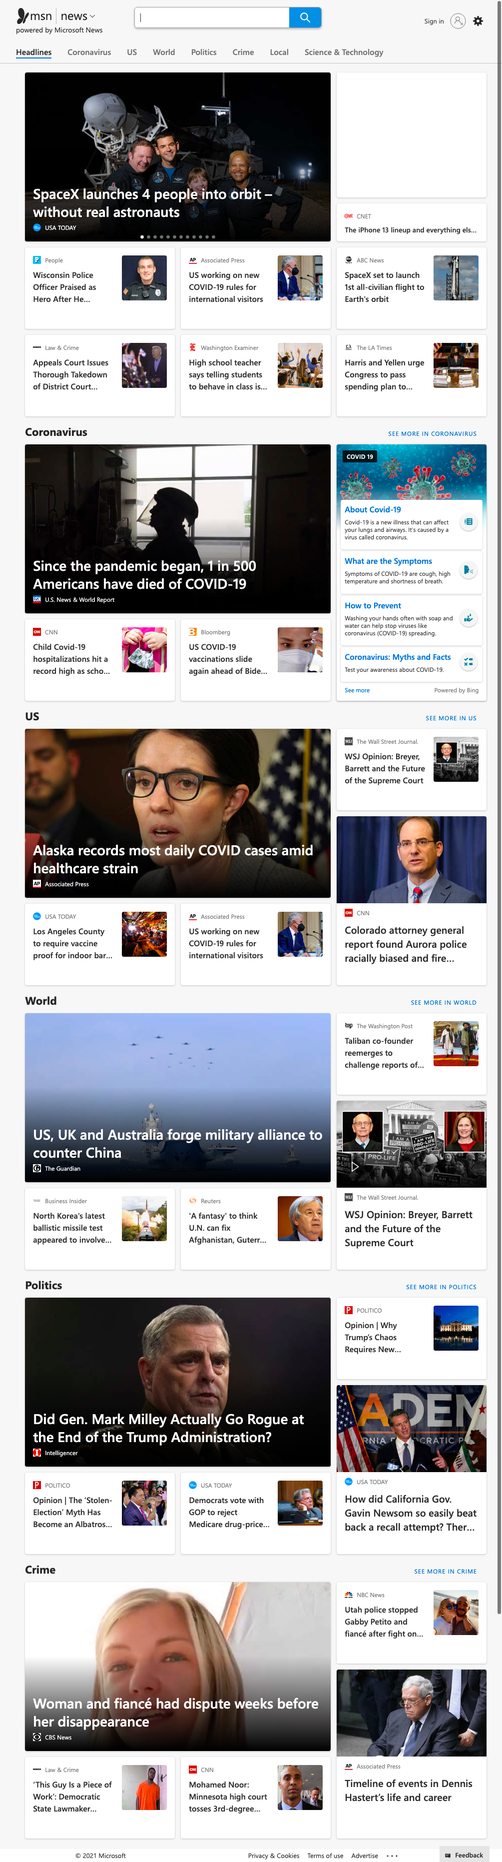 msn | news
powered by Microsoft News
Sign in
Headlines Coronavirus US World Politics Crime Local Science & Technology
SpaceX launches 4 people into orbit –
without real astronauts
USA TODAY
CNET
The iPhone 13 lineup and everything els...
People
Wisconsin Police
Officer Praised as
Hero After He...
AP Associated Press
US working on new
COVID-19 rules for
international visitors
ABC News
SpaceX set to launch
1st all-civilian flight to
Earth's orbit
Law & Crime
Appeals Court Issues
Thorough Takedown
of District Court...
Washington Examiner
High school teacher
says telling students
to behave in class is...
The LA Times
Harris and Yellen urge
Congress to pass
spending plan to...
Coronavirus
SEE MORE IN CORONAVIRUS
Since the pandemic began, 1 in 500
Americans have died of COVID-19
U.S. News & World Report
COVID 19
About Covid-19
Covid-19 is a new illness that can affect
your lungs and airways. It's caused by a
virus called coronavirus.
What are the Symptoms
Symptoms of COVID-19 are cough, high
temperature and shortness of breath.
How to Prevent
Washing your hands often with soap and
water can help stop viruses like
coronavirus (COVID-19) spreading.
Coronavirus: Myths and Facts
Test your awareness about COVID-19.
See more
Powered by Bing
CNN
Child Covid-19
hospitalizations hit a
record high as scho...
Bloomberg
US COVID-19
vaccinations slide
again ahead of Bide...
US
SEE MORE IN US
Alaska records most daily COVID cases amid
healthcare strain
AP Associated Press
WSJ The Wall Street Journal.
WSJ Opinion: Breyer,
Barrett and the Future
of the Supreme Court
USA TODAY
Los Angeles County
to require vaccine
proof for indoor bar...
AP Associated Press
US working on new
COVID-19 rules for
international visitors
CNN
Colorado attorney general
report found Aurora police
racially biased and fire...
World
SEE MORE IN WORLD
US, UK and Australia forge military alliance to
counter China
The Guardian
wp The Washington Post
Taliban co-founder
reemerges to
challenge reports of...
Business Insider
North Korea's latest
ballistic missile test
appeared to involve...
Reuters
'A fantasy' to think
U.N. can fix
Afghanistan, Guterr...
WSJ The Wall Street Journal.
WSJ Opinion: Breyer, Barrett
and the Future of the
Supreme Court
Politics
SEE MORE IN POLITICS
Did Gen. Mark Milley Actually Go Rogue at
the End of the Trump Administration?
Intelligencer
P POLITICO
Opinion | Why
Trump's Chaos
Requires New...
P POLITICO
Opinion | The 'Stolen-
Election' Myth Has
Become an Albatros...
USA TODAY
Democrats vote with
GOP to reject
Medicare drug-price...
ADEM
USA TODAY
How did California Gov.
Gavin Newsom so easily beat
back a recall attempt? Ther...
Crime
SEE MORE IN CRIME
Woman and fiancé had dispute weeks before
her disappearance
CBS News
NBC News
Utah police stopped
Gabby Petito and
fiancé after fight on...
Law & Crime
'This Guy Is a Piece of
Work': Democratic
State Lawmaker...
CNN
Mohamed Noor:
Minnesota high court
tosses 3rd-degree...
AP Associated Press
Timeline of events in Dennis
Hastert's life and career
© 2021 Microsoft
Privacy & Cookies Terms of use Advertise ...
Feedback